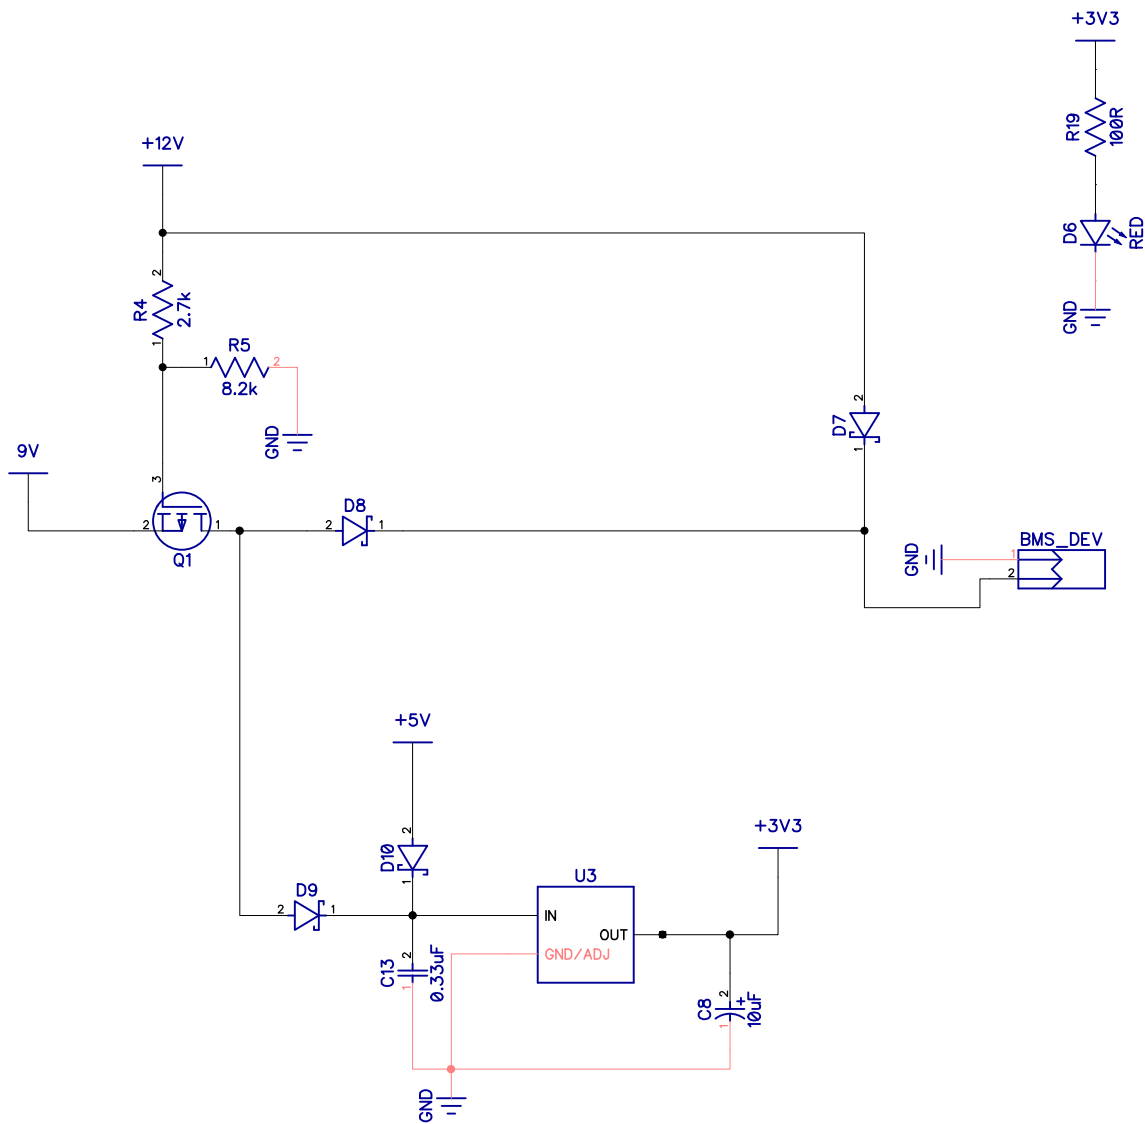 +3V3
R19
100R
D6
RED
GND
+12V
2
R4
2.7k
1
R5
1
2
8.2k
GND
2
D7
1
9V
3
2
1
Q1
D8
2
1
BMS_DEV
GND
1
2
+5V
2
D10
1
+3V3
D9
2
1
U3
IN
OUT
GND/ADJ
2
C13
0.33uF
1
2
C8
+
10uF
1
GND